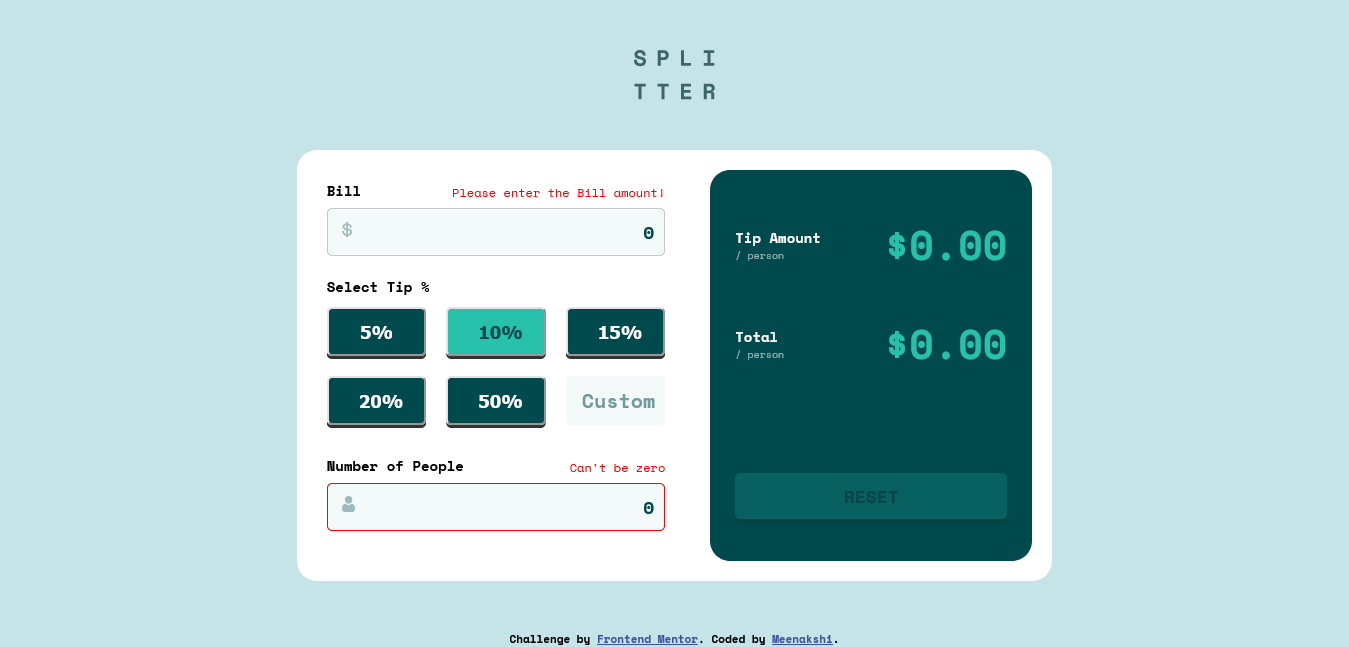 SPLI
TTER
Bill
Please enter the Bill amount!
$
0
Select Tip %
5%
10%
15%
20%
50%
Custom
Number of People
Can't be zero
0
Tip Amount
/ person
$0.00
Total
/ person
$0.00
RESET
Challenge by Frontend Mentor. Coded by Meenakshi.